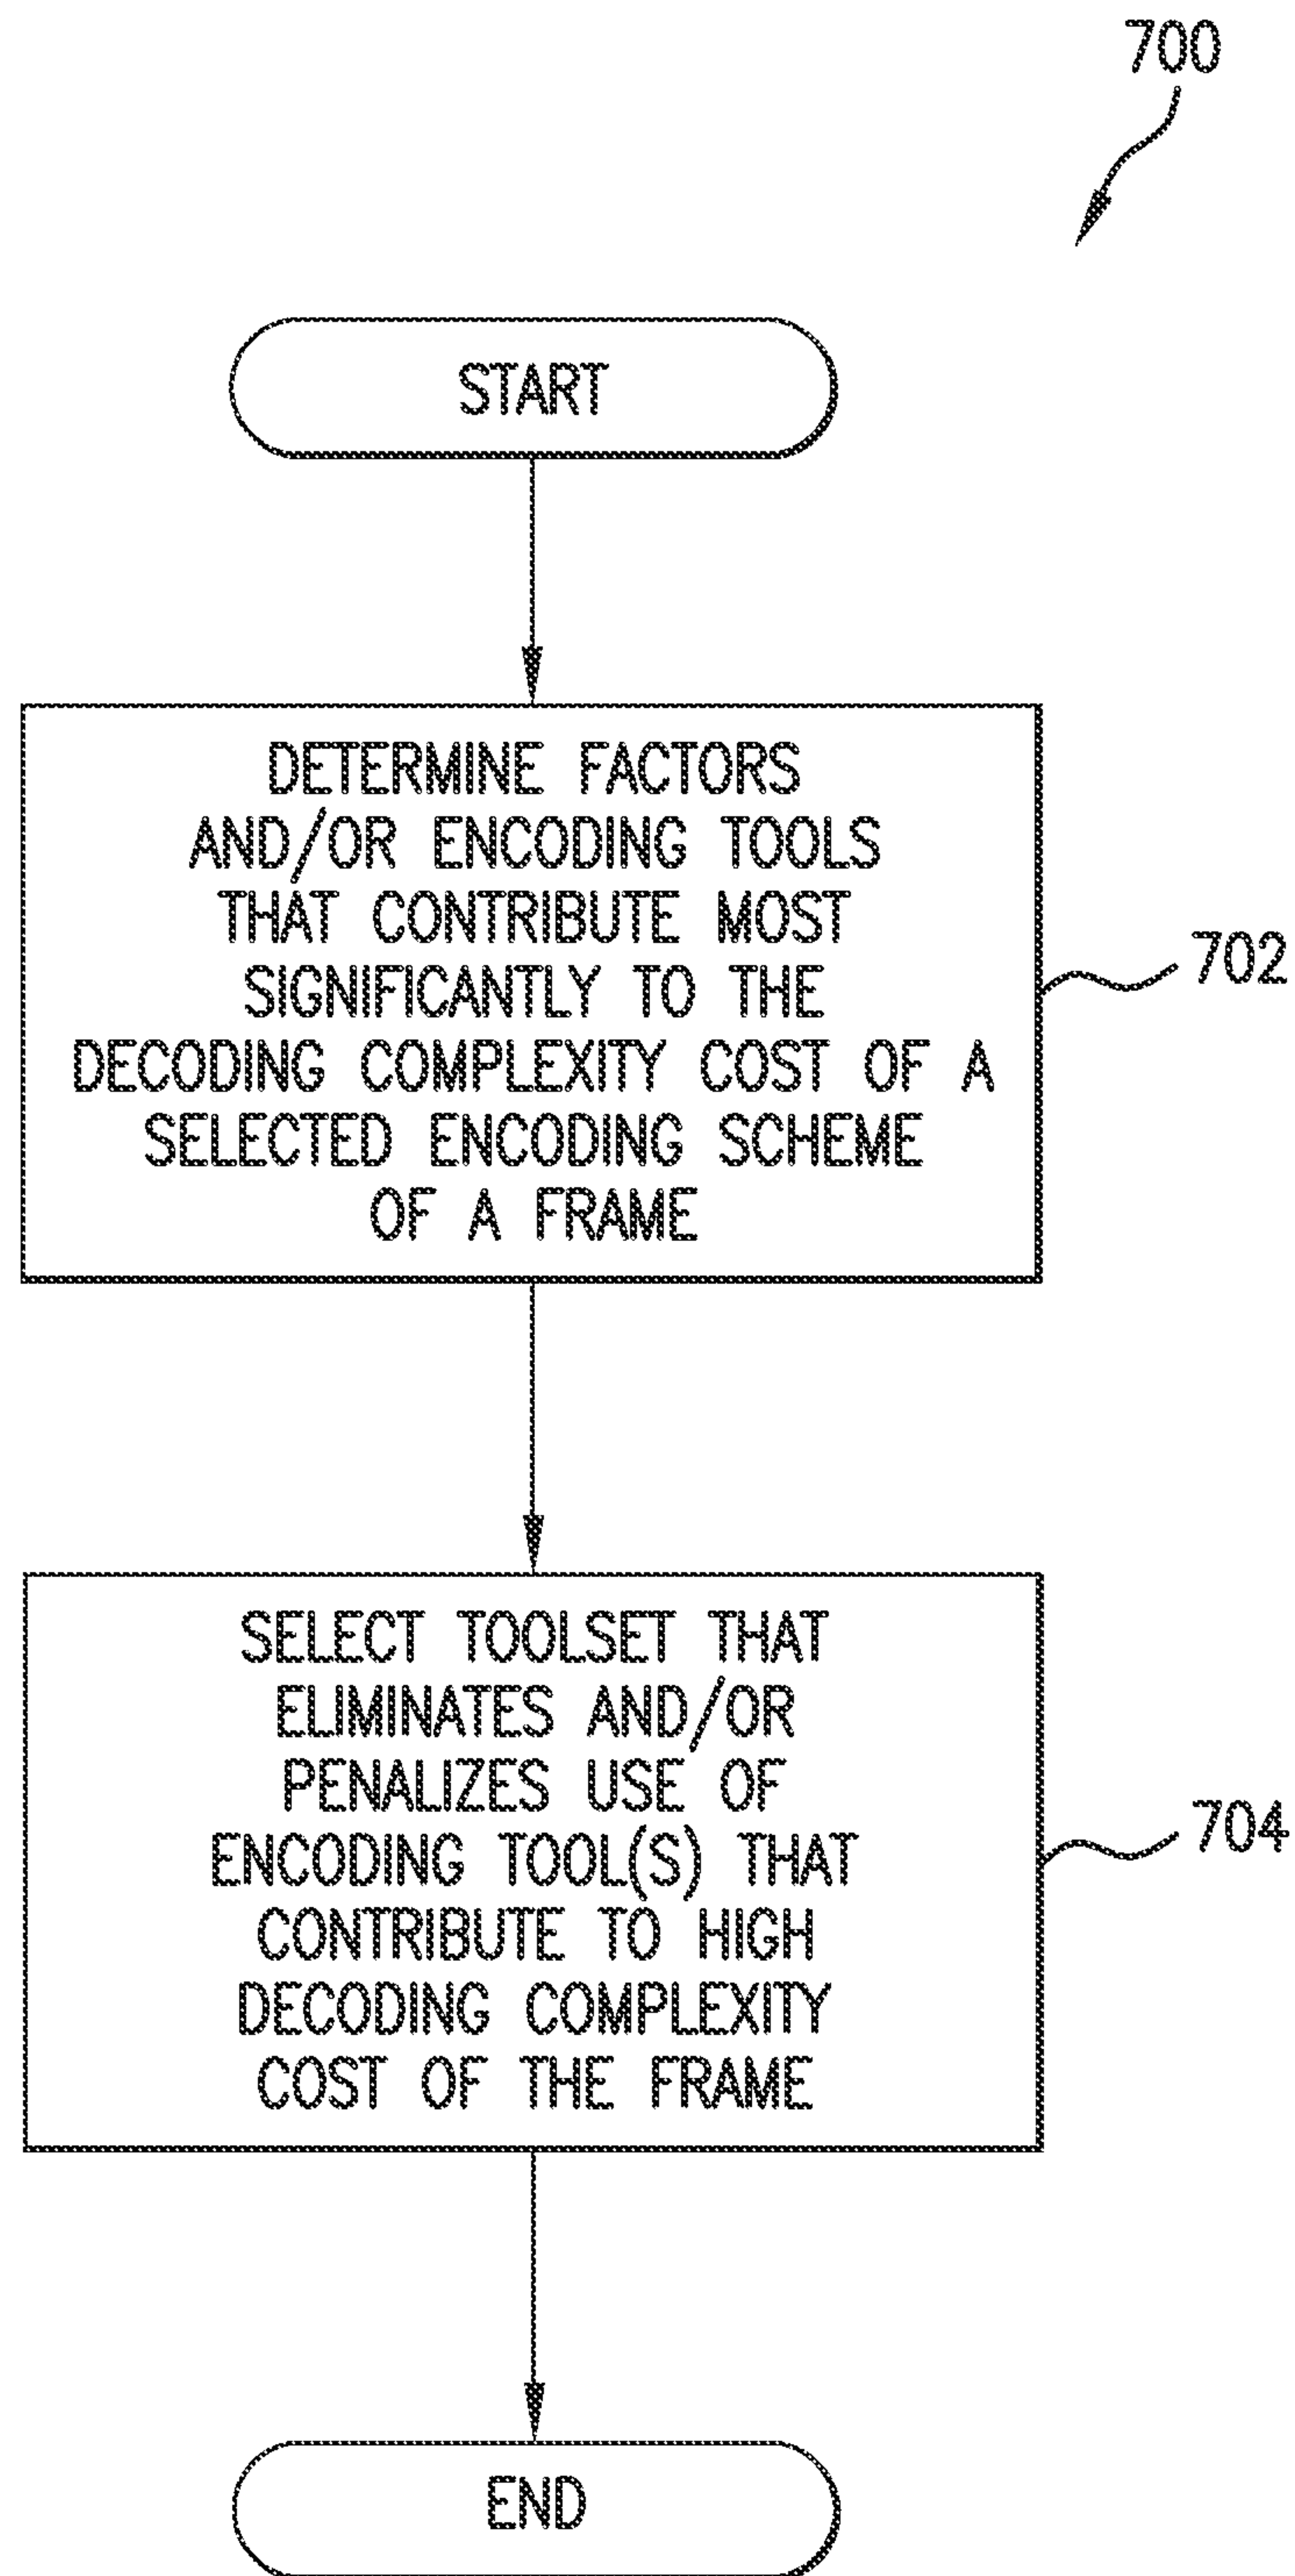 700
START
DETERMINE FACTORS
AND/OR ENCODING TOOLS
THAT CONTRIBUTE MOST
SIGNIFICANTLY TO THE
DECODING COMPLEXITY COST OF A
SELECTED ENCODING SCHEME
OF A FRAME
702
SELECT TOOLSET THAT
ELIMINATES AND/OR
PENALIZES USE OF
ENCODING TOOL(S) THAT
CONTRIBUTE TO HIGH
DECODING COMPLEXITY
COST OF THE FRAME
704
END